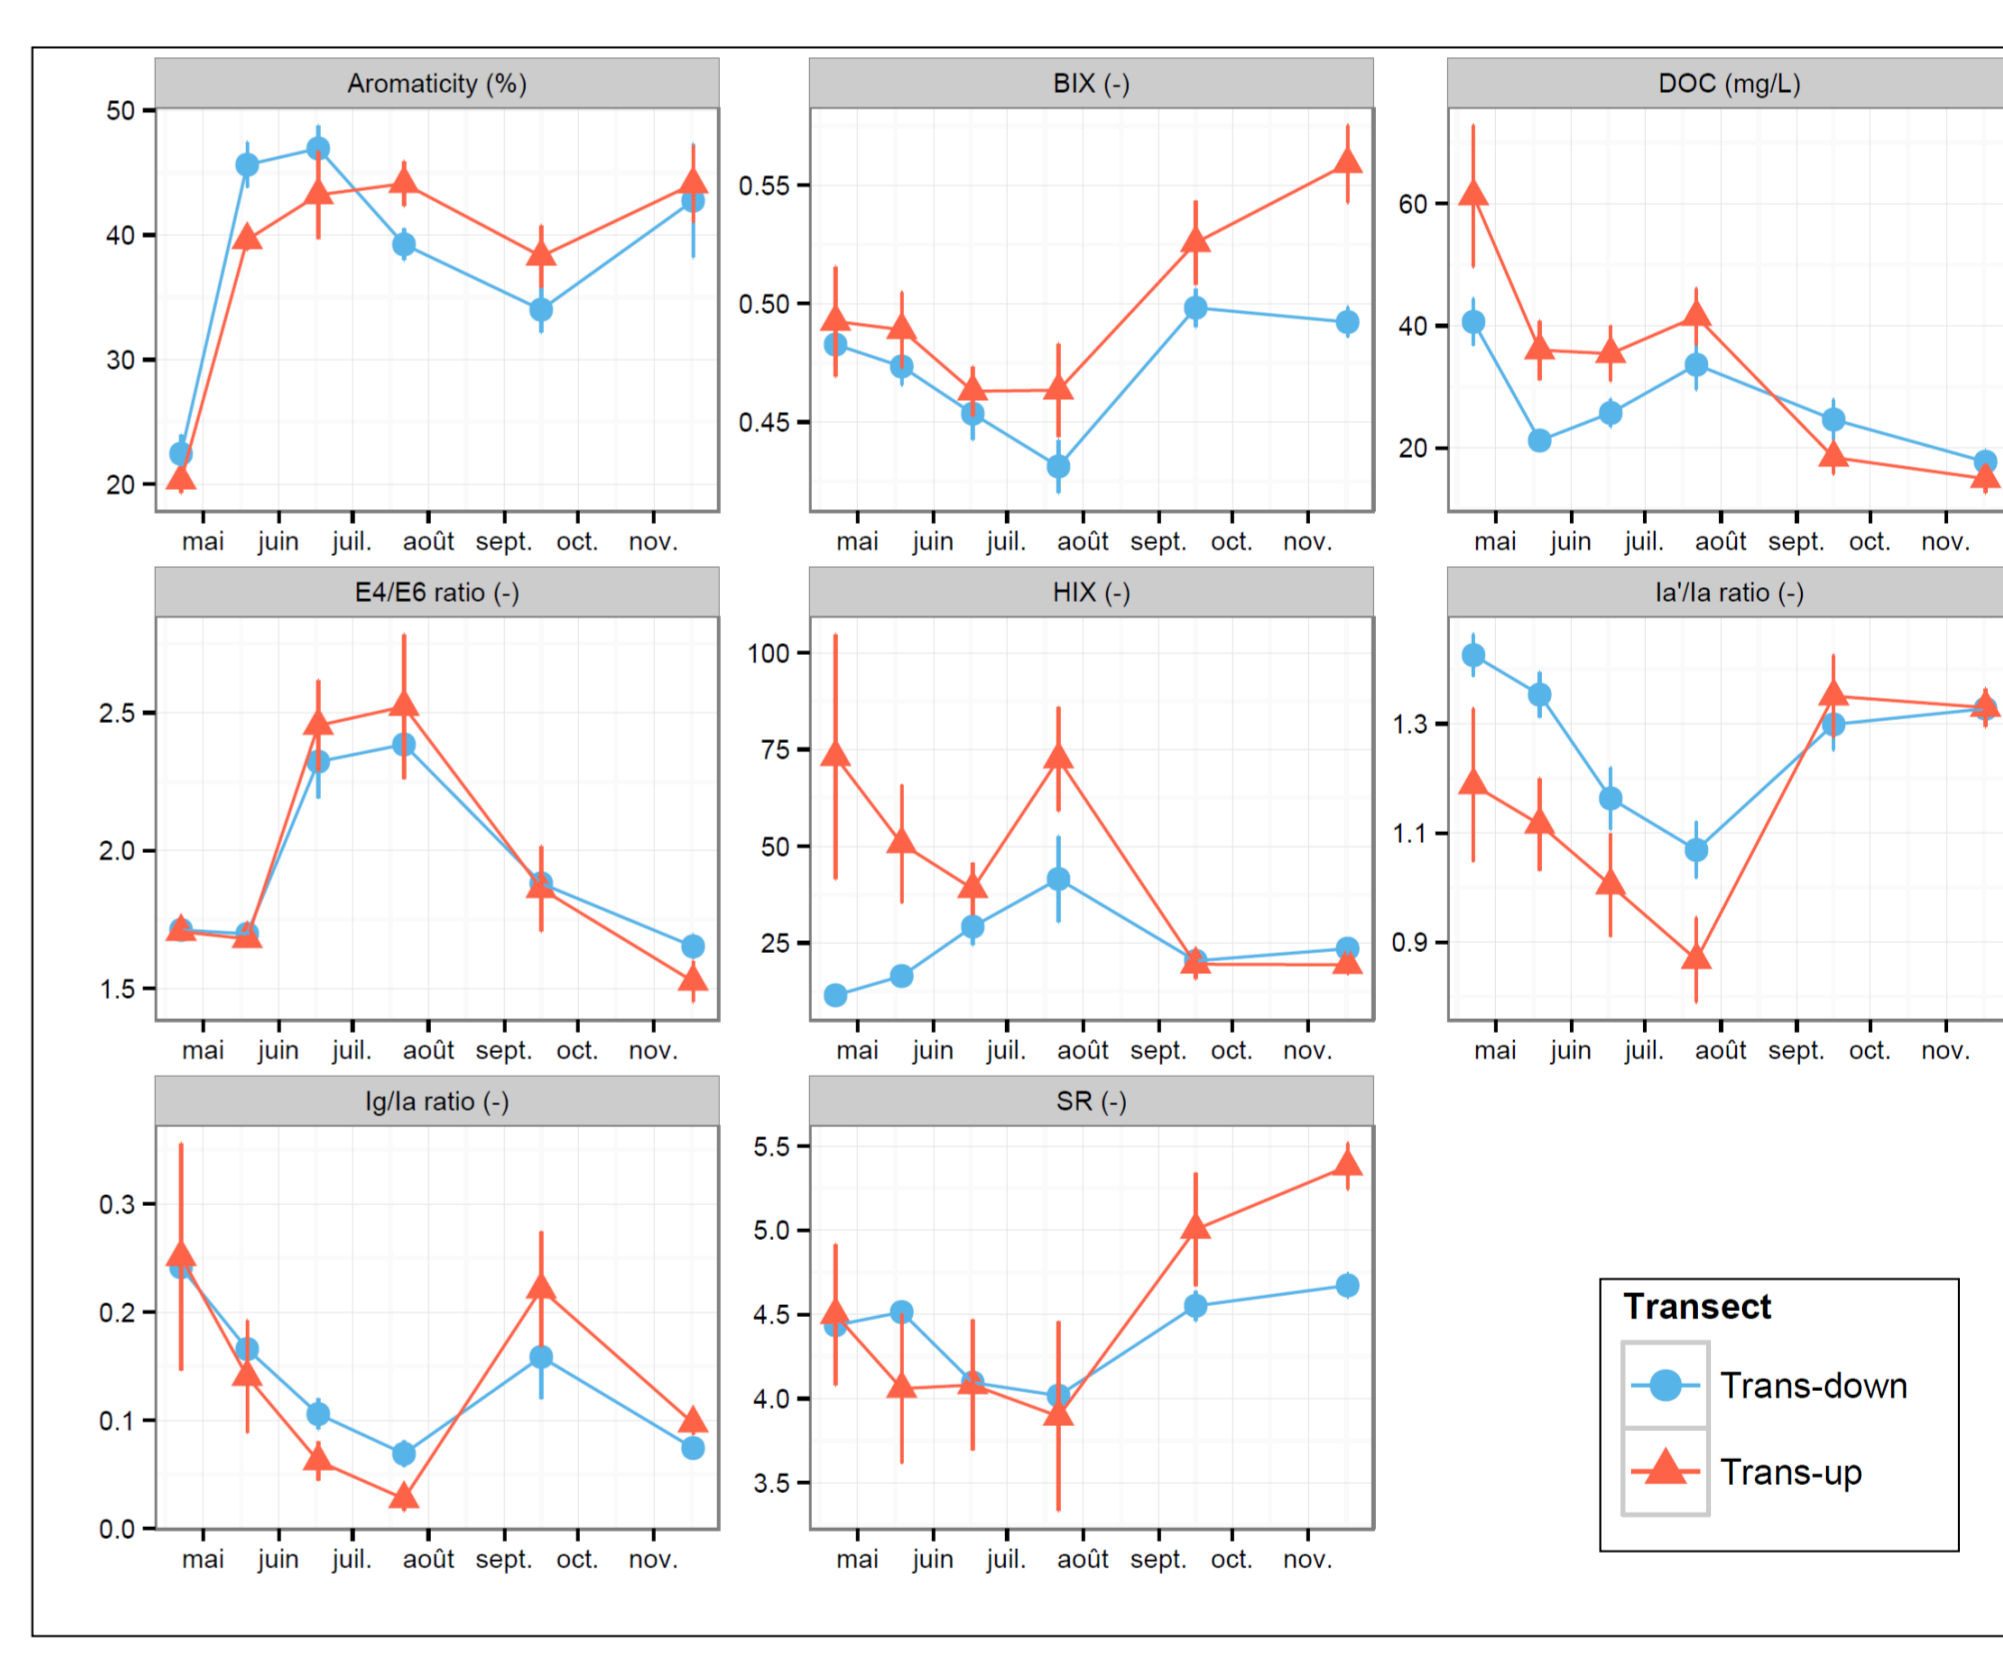 Aromaticity (%)
BIX (-)
DOC (mg/L)
50
40
30
20
0.55
0.50
0.45
60
40
20
mai juin juil. août sept. oct. nov.
mai juin juil. août sept. oct. nov.
mai juin juil. août sept. oct. nov.
E4/E6 ratio (-)
HIX (-)
Ia'/Ia ratio (-)
2.5
2.0
1.5
100
75
50
25
1.3
1.1
0.9
mai juin juil. août sept. oct. nov.
mai juin juil. août sept. oct. nov.
mai juin juil. août sept. oct. nov.
Ig/Ia ratio (-)
SR (-)
0.3
0.2
0.1
0.0
5.5
5.0
4.5
4.0
3.5
mai juin juil. août sept. oct. nov.
mai juin juil. août sept. oct. nov.
Transect
Trans-down
Trans-up